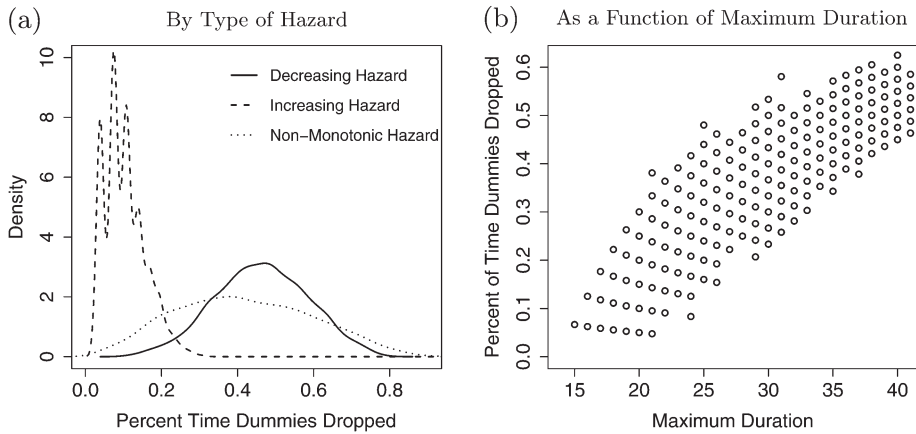 (a) By Type of Hazard
Decreasing Hazard
Increasing Hazard
Non−Monotonic Hazard
Density
0 2 4 6 8 10
0.0 0.2 0.4 0.6 0.8
Percent Time Dummies Dropped
(b) As a Function of Maximum Duration
Percent of Time Dummies Dropped
0.0 0.1 0.2 0.3 0.4 0.5 0.6
15 20 25 30 35 40
Maximum Duration